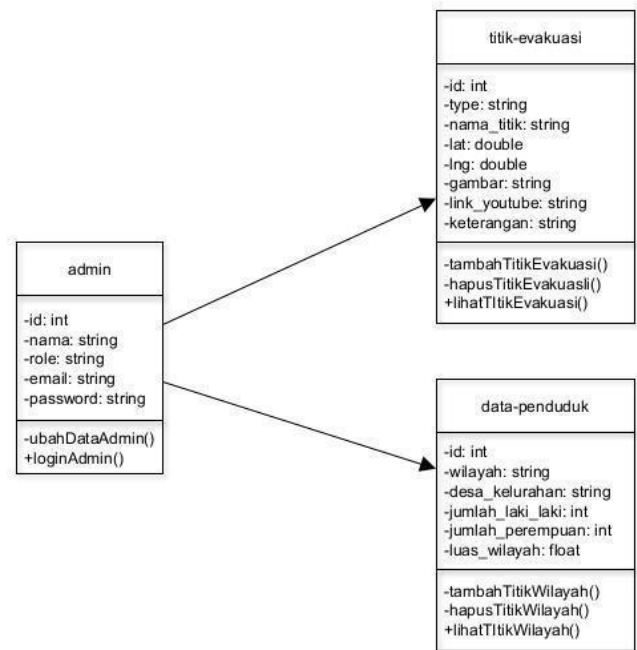 titik-evakuasi
-id: int
-type: string
-nama_titik: string
-lat: double
-lng: double
-gambar: string
-link_youtube: string
-keterangan: string
-tambahTitikEvakuasi()
-hapusTitikEvakuasIi()
+lihatTItikEvakuasi()
admin
-id: int
-nama: string
-role: string
-email: string
-password: string
-ubahDataAdmin()
+loginAdmin()
data-penduduk
-id: int
-wilayah: string
-desa_kelurahan: string
-jumlah_laki_laki: int
-jumlah_perempuan: int
-luas_wilayah: float
-tambahTitikWilayah()
-hapusTitikWilayah()
+lihatTItikWilayah()